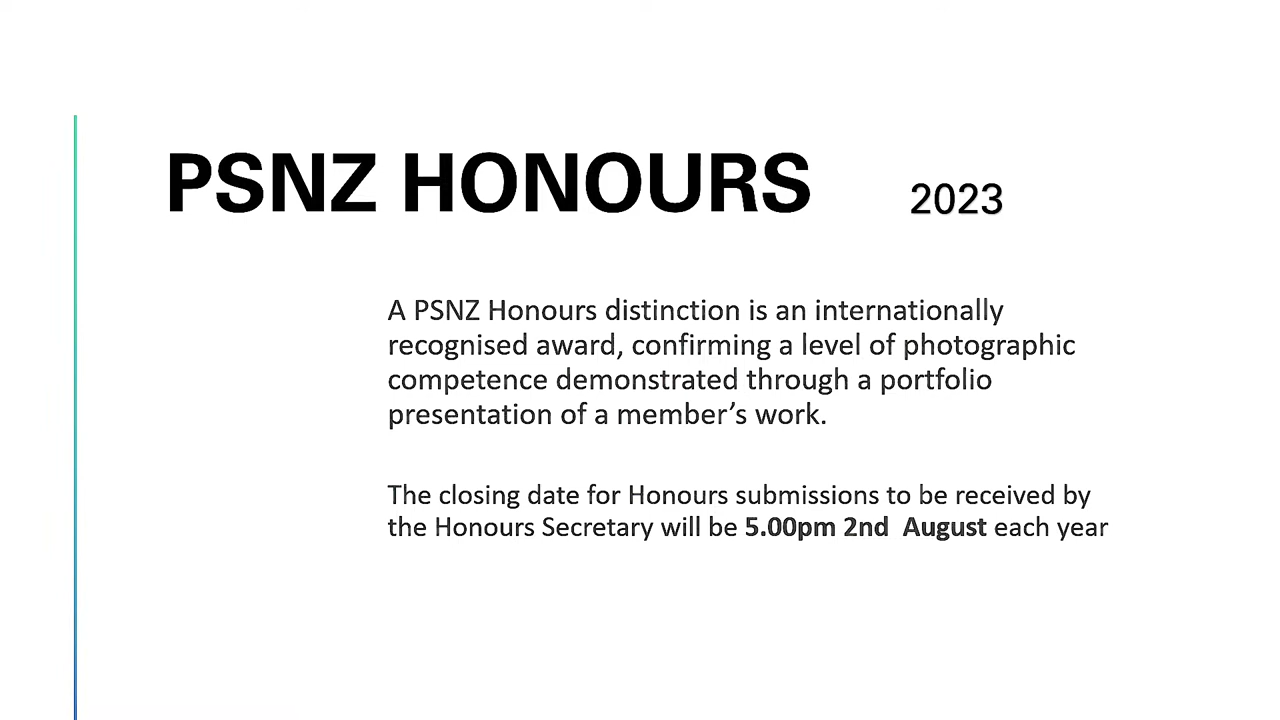 PSNZ HONOURS 2023
A PSNZ Honours distinction is an internationally
recognised award, confirming a level of photographic
competence demonstrated through a portfolio
presentation of a member’s work.
The closing date for Honours submissions to be received by
the Honours Secretary will be 5.00pm 2nd  August each year